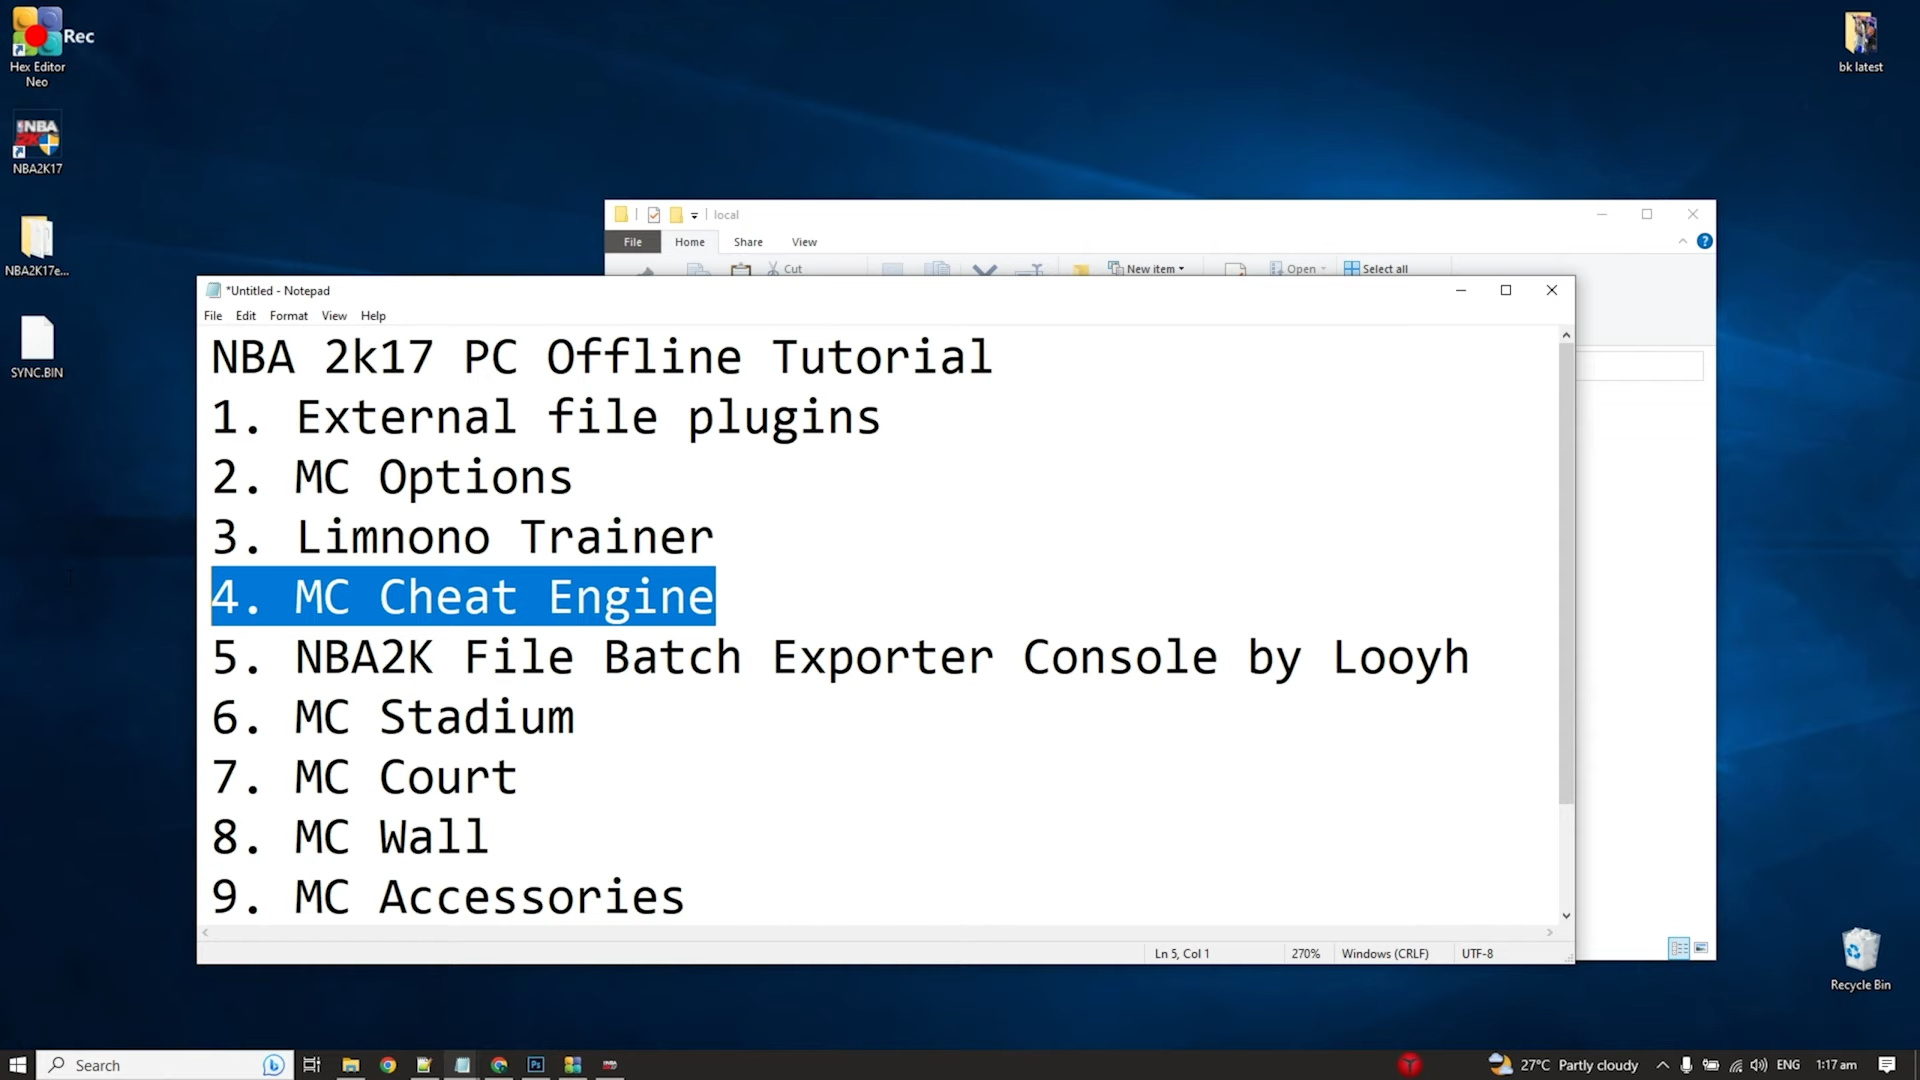 Rec
Hex Editor
Neo
NBA
2K
NBA2K17
NBA2K17e...
SYNC.BIN
bk latest
local
File Home Share View
Cut
New item
Open
Select all
*Untitled - Notepad
File Edit Format View Help
NBA 2k17 PC Offline Tutorial
1. External file plugins
2. MC Options
3. Limnono Trainer
4. MC Cheat Engine
5. NBA2K File Batch Exporter Console by Looyh
6. MC Stadium
7. MC Court
8. MC Wall
9. MC Accessories
Ln 5, Col 1 270% Windows (CRLF) UTF-8
Recycle Bin
Search
Ps
27°C Partly cloudy ENG 1:17 am